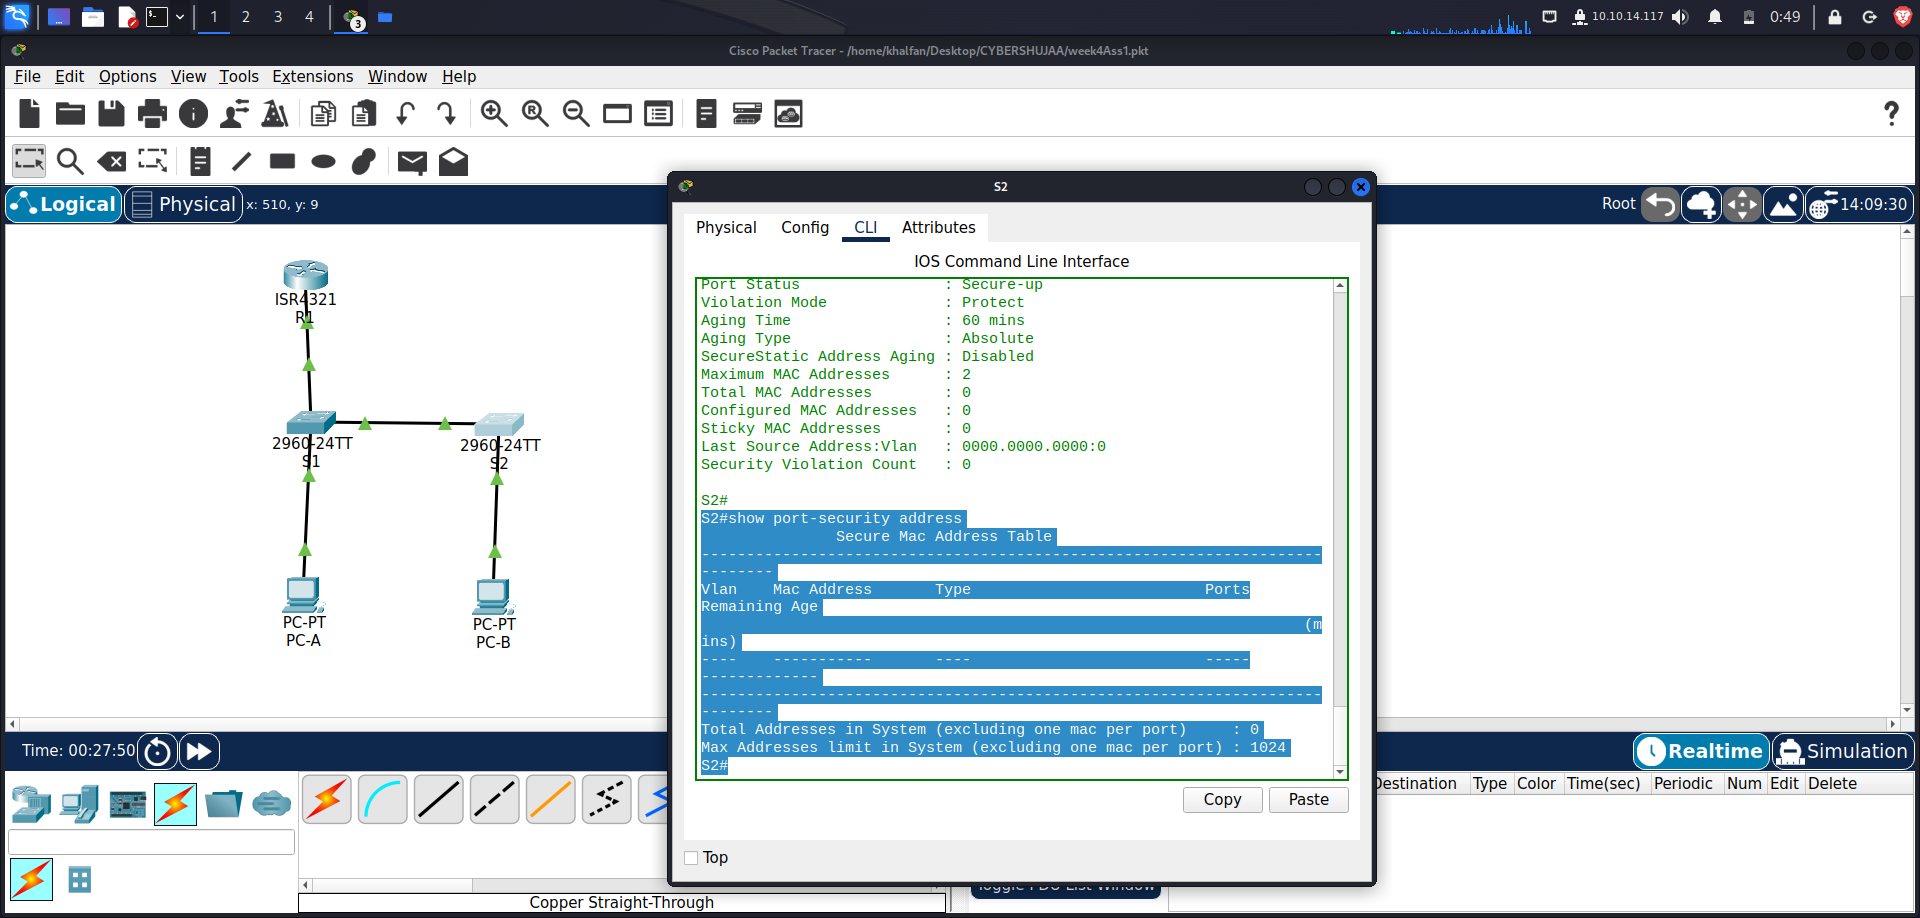 1
2
3
4
3
10.10.14.117
0:49
Cisco Packet Tracer - /home/khalfan/Desktop/CYBERSHUJAA/week4Ass1.pkt
File Edit Options View Tools Extensions Window Help
Logical
Physical
x: 510, y: 9
Root
14:09:30
ISR4321
R1
2960-24TT
S1
2960-24TT
S2
PC-PT
PC-A
PC-PT
PC-B
S2
Physical Config CLI Attributes
IOS Command Line Interface
Port Status                : Secure-up
Violation Mode             : Protect
Aging Time                 : 60 mins
Aging Type                 : Absolute
SecureStatic Address Aging : Disabled
Maximum MAC Addresses      : 2
Total MAC Addresses        : 0
Configured MAC Addresses   : 0
Sticky MAC Addresses       : 0
Last Source Address:Vlan   : 0000.0000.0000:0
Security Violation Count   : 0
S2#
S2#show port-security address
Secure Mac Address Table
---------------------------------------------------------------------
--------
Vlan    Mac Address       Type                          Ports
Remaining Age
(m
ins)
----    -----------       ----                          -----
-------------
---------------------------------------------------------------------
--------
Total Addresses in System (excluding one mac per port)     : 0
Max Addresses limit in System (excluding one mac per port) : 1024
S2#
Copy
Paste
Top
Time: 00:27:50
Realtime
Simulation
Destination Type Color Time(sec) Periodic Num Edit Delete
Toggle PDU List Window
Copper Straight-Through